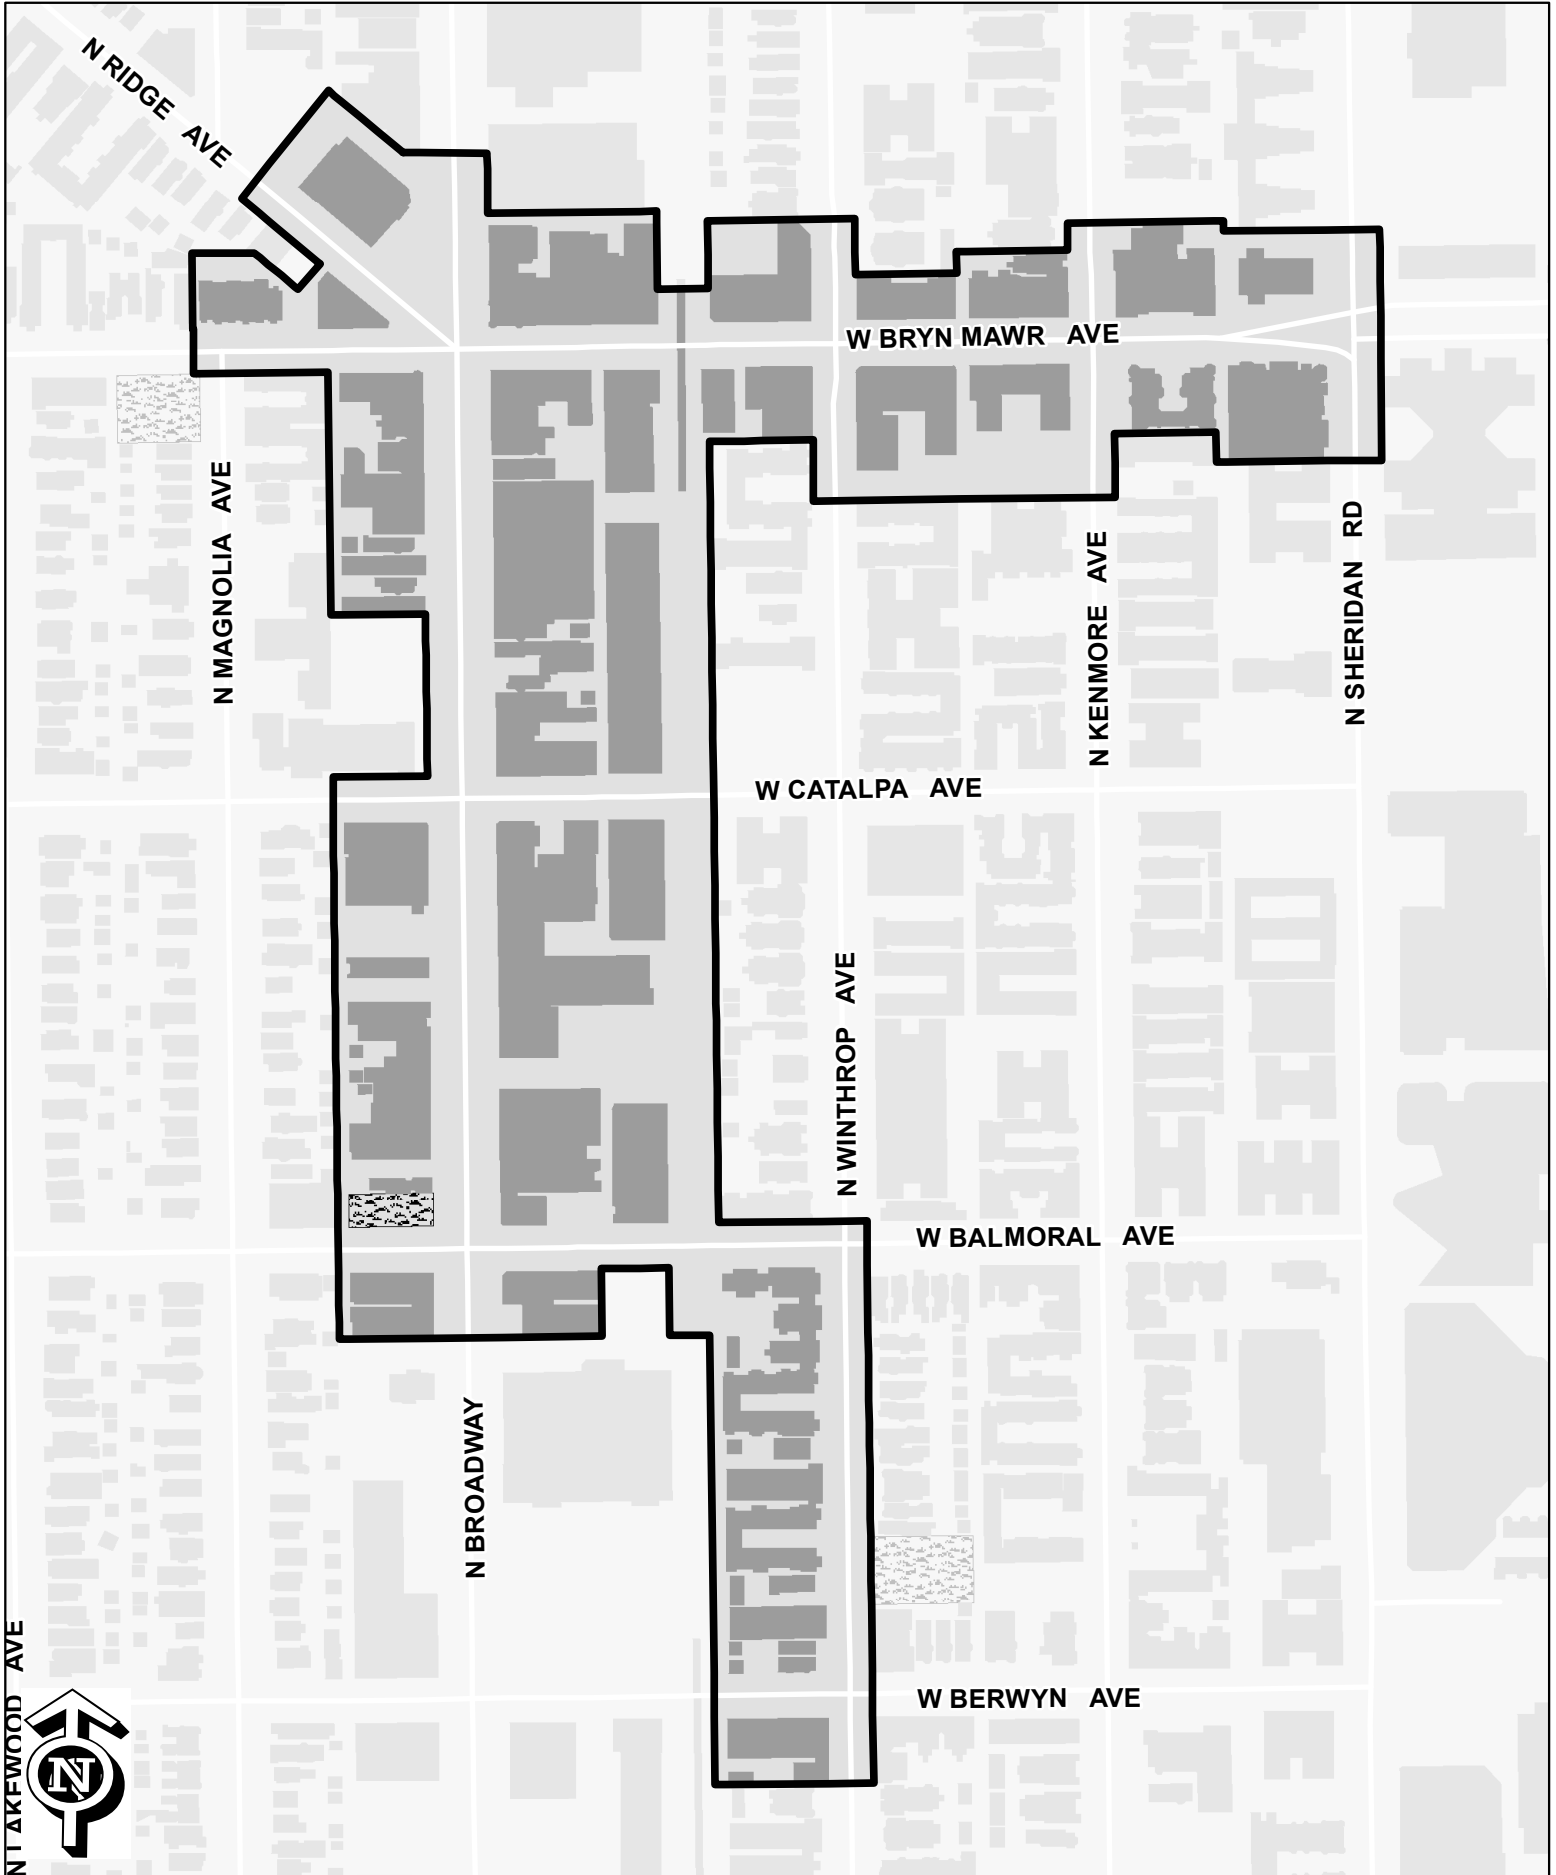 N RIDGE AVE
W BRYN MAWR AVE
N MAGNOLIA AVE
N KENMORE AVE
N SHERIDAN RD
W CATALPA AVE
N WINTHROP AVE
W BALMORAL AVE
N BROADWAY
W BERWYN AVE
N LAKEWOOD AVE
N